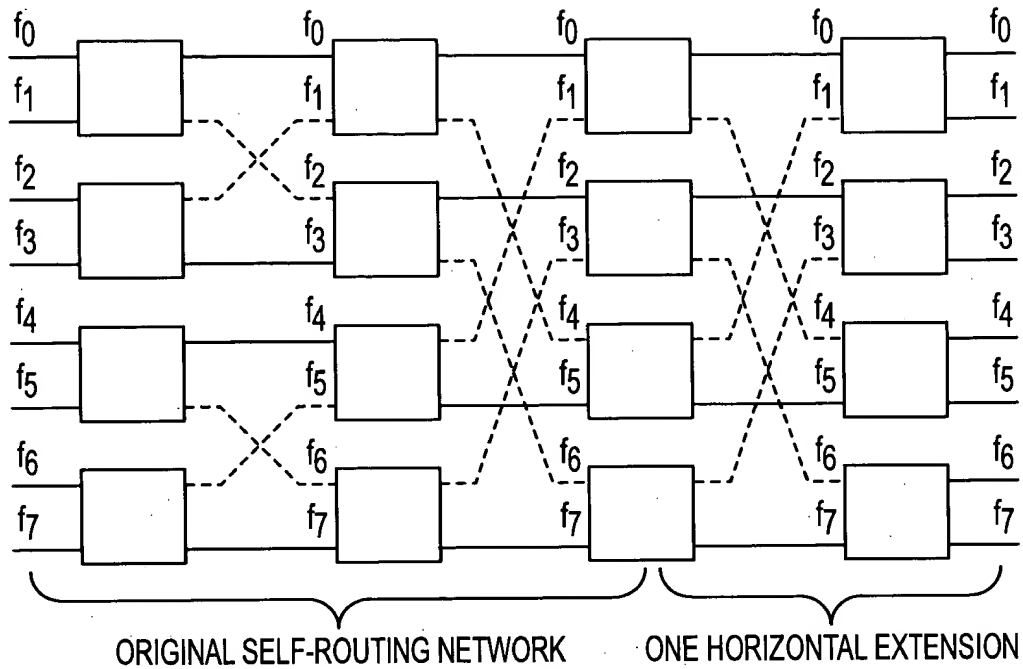 f0 f0 f0 f0 f0
f1 f1 f1 f1 f1
f2 f2 f2 f2 f2
f3 f3 f3 f3 f3
f4 f4 f4 f4 f4
f5 f5 f5 f5 f5
f6 f6 f6 f6 f6
f7 f7 f7 f7 f7
ORIGINAL SELF-ROUTING NETWORK ONE HORIZONTAL EXTENSION